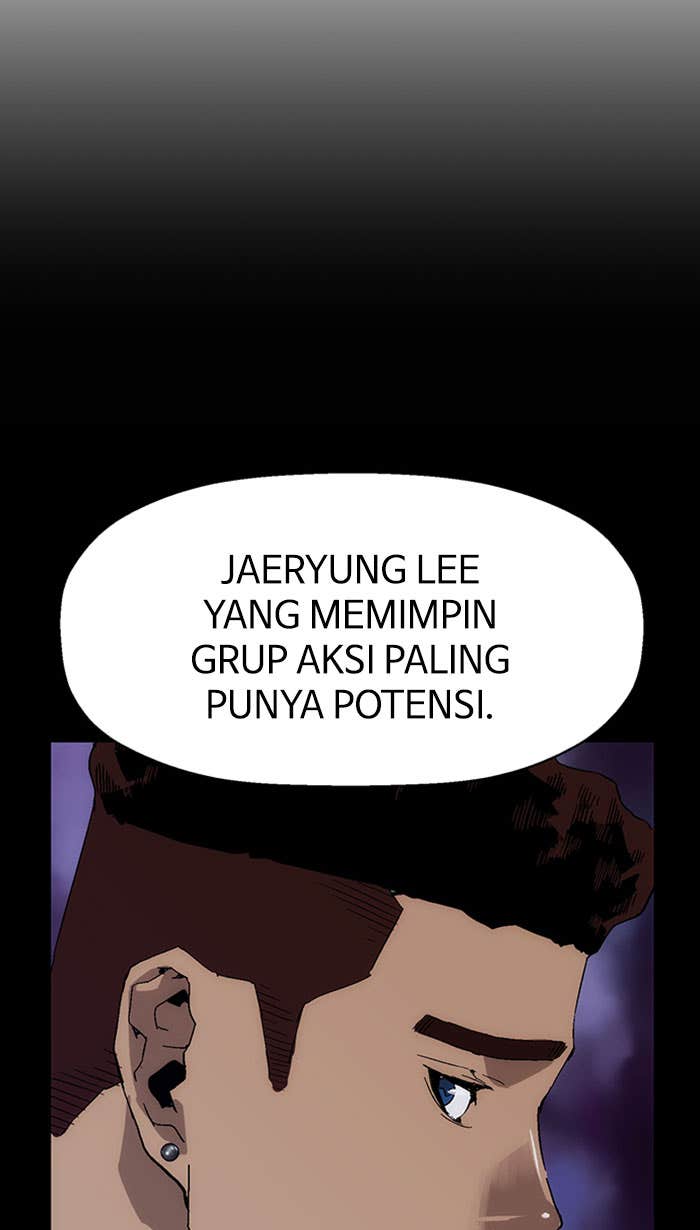 JAERYUNG LEE
YANG MEMIMPIN
GRUP AKSI PALING
PUNYA POTENSI.